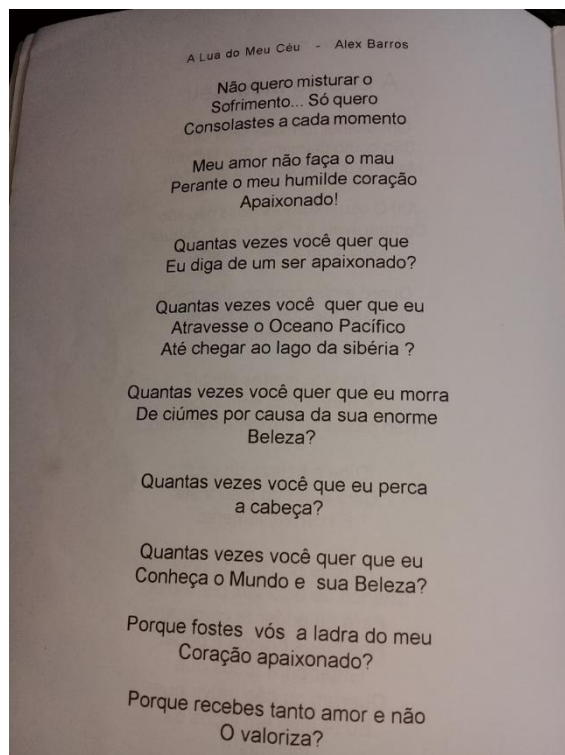 A Lua do Meu Céu - Alex Barros
Não quero misturar o
Sofrimento... Só quero
Consolastes a cada momento
Meu amor não faça o mau
Perante o meu humilde coração
Apaixonado!
Quantas vezes você quer que
Eu diga de um ser apaixonado?
Quantas vezes você quer que eu
Atravesse o Oceano Pacífico
Até chegar ao lago da sibéria ?
Quantas vezes você quer que eu morra
De ciúmes por causa da sua enorme
Beleza?
Quantas vezes você que eu perca
a cabeça?
Quantas vezes você quer que eu
Conheça o Mundo e sua Beleza?
Porque fostes vós a ladra do meu
Coração apaixonado?
Porque recebes tanto amor e não
O valoriza?